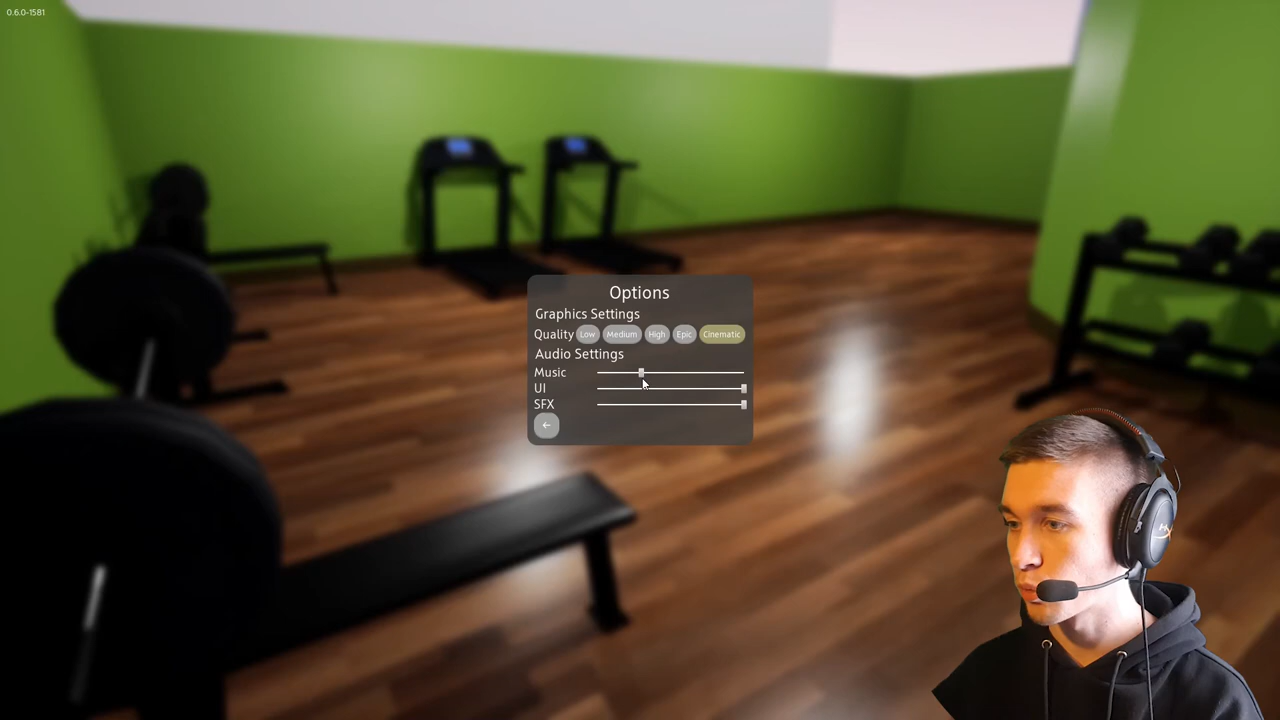 0.6.0-1581
Options
Graphics Settings
Quality Low Medium High Epic Cinematic
Audio Settings
Music
UI
SFX
←